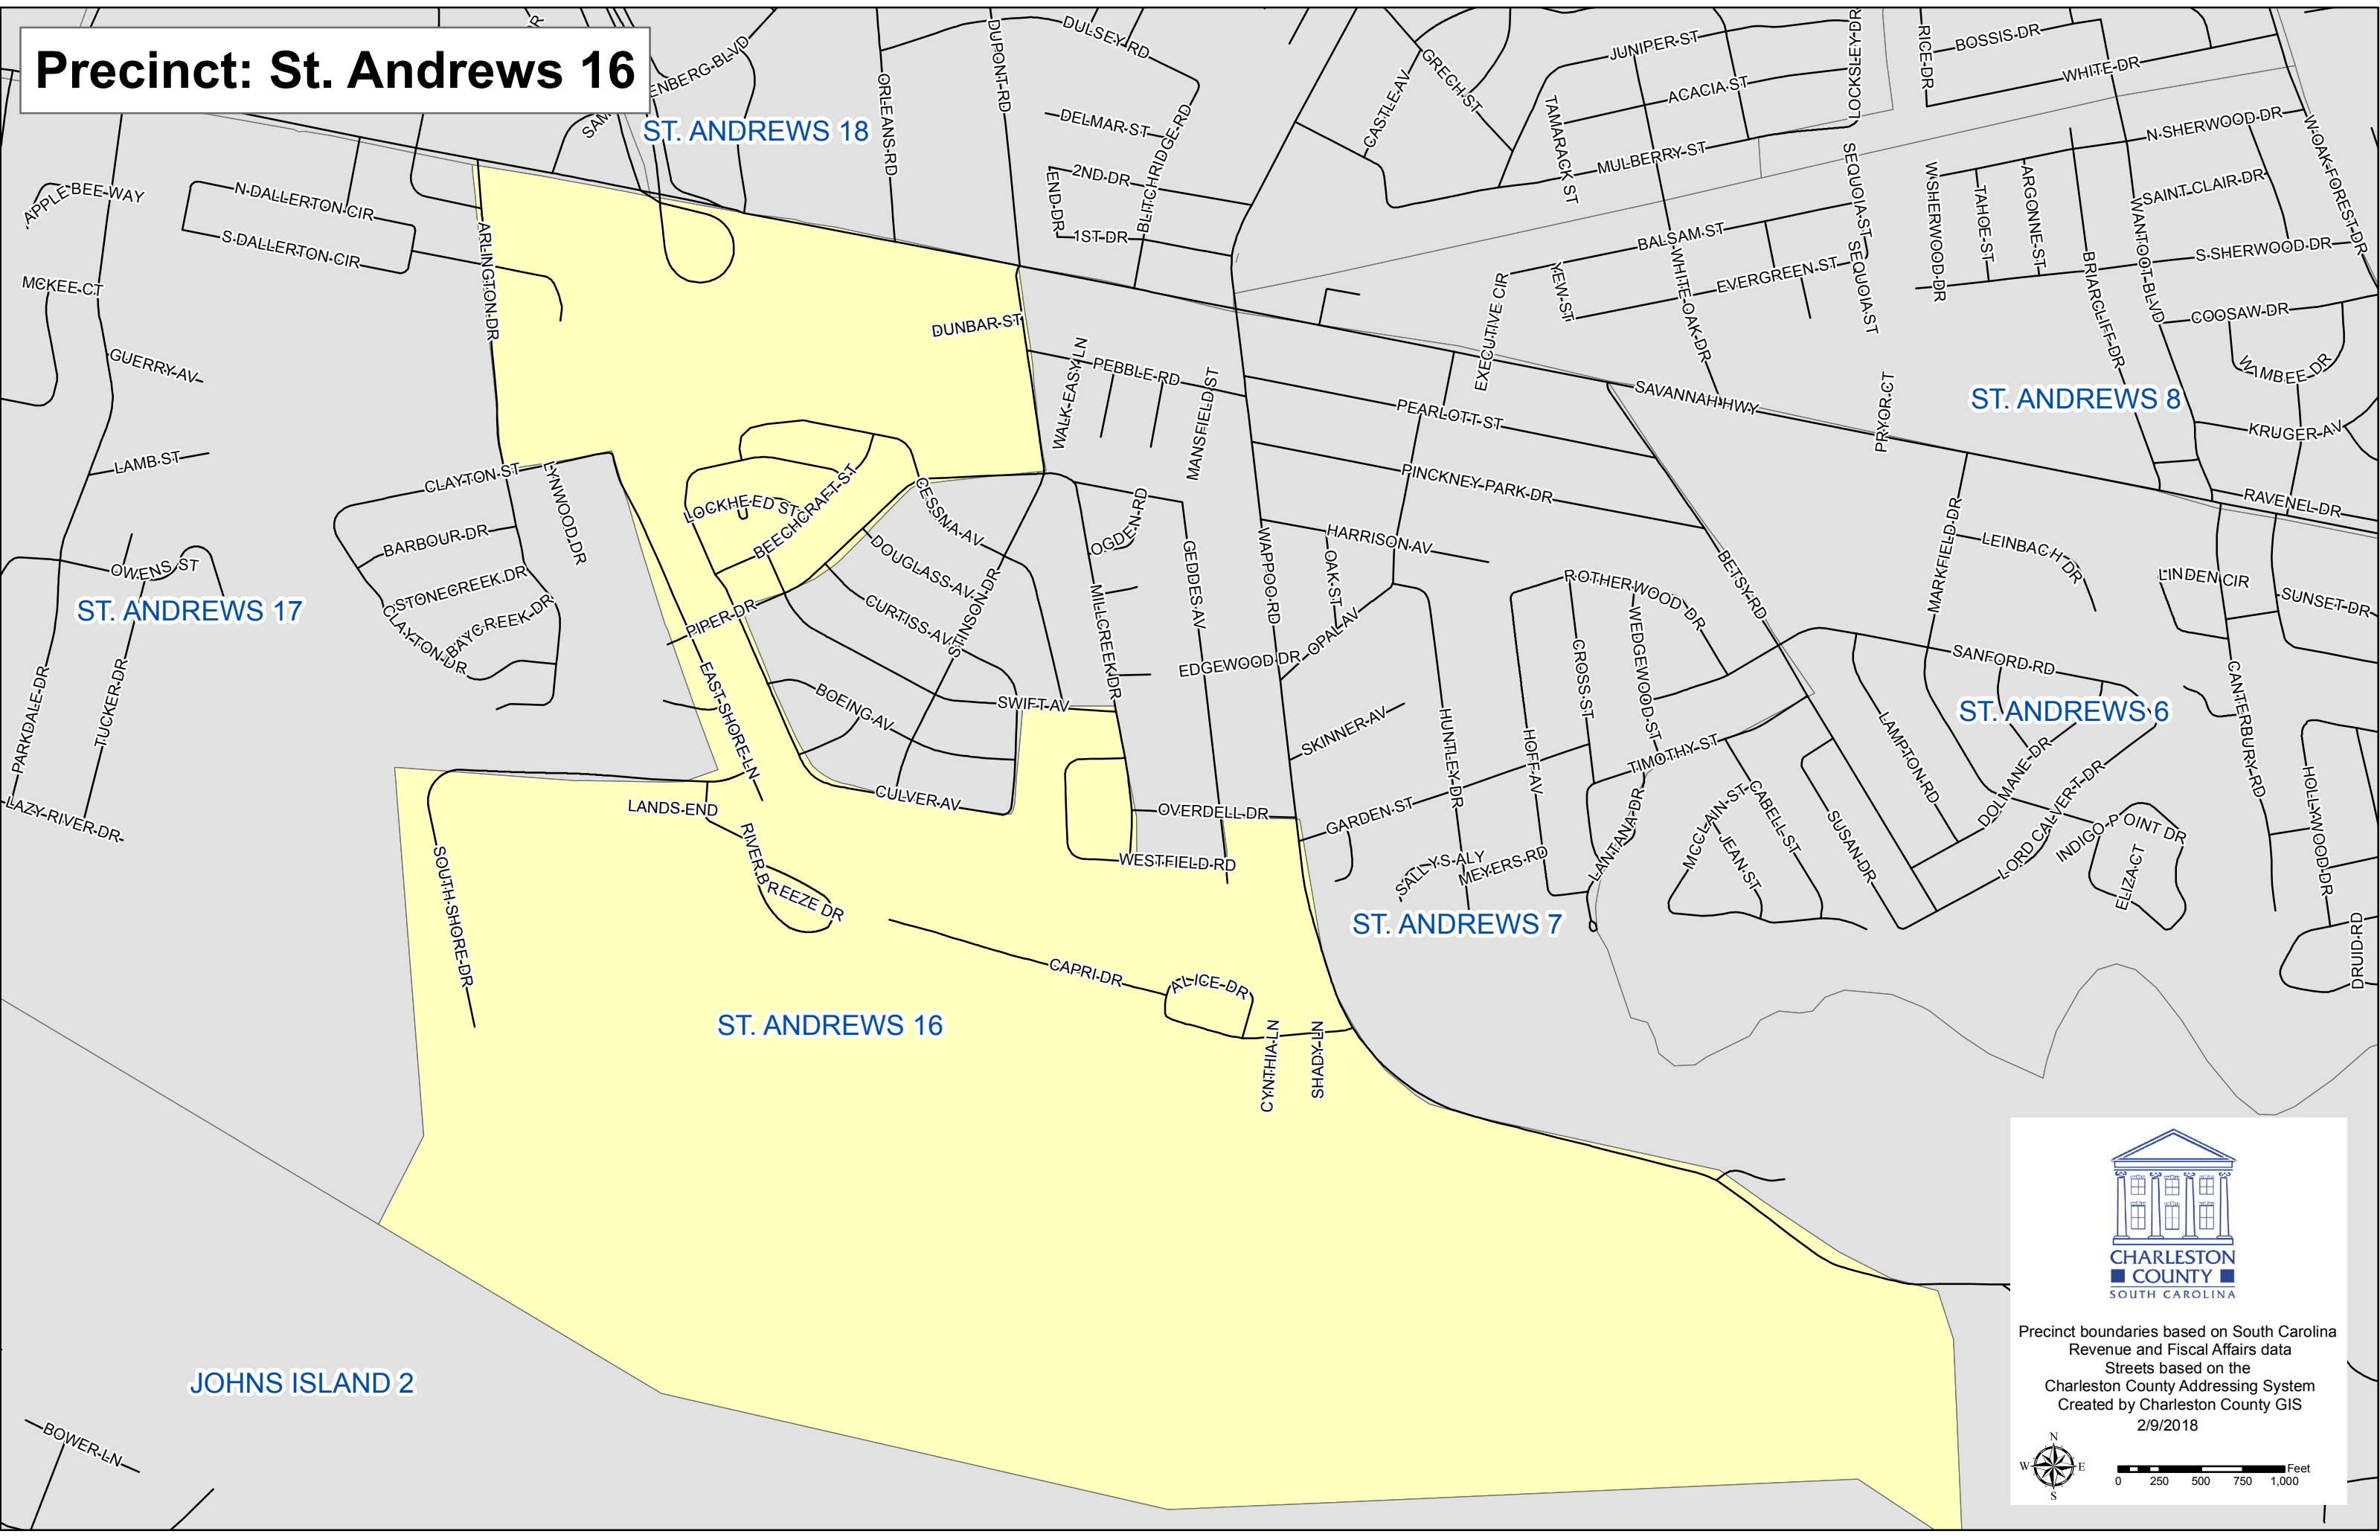 Precinct: St. Andrews 16
DULSEY RD
DUPONT RD
ORLEANS RD
ENBERG BLVD
SAM
ST. ANDREWS 18
DELMAR ST
2ND DR
END DR
1ST DR
BLITCHRIDGE RD
CASTLE AV
GRECH ST
JUNIPER ST
ACACIA ST
TAMARACK ST
MULBERRY ST
LOCKSLEY DR
RICE DR
BOSSIS DR
WHITE DR
N SHERWOOD DR
W OAK FOREST DR
SAINT CLAIR DR
S SHERWOOD DR
W SHERWOOD DR
TAHOE ST
ARGONNE ST
BRIARCLIFF DR
WANTOOT BLVD
SEQUOIA ST
SEQUOIA ST
BALSAM ST
WHITE OAK DR
EVERGREEN ST
YEW ST
EXECUTIVE CIR
COOSAW DR
WAMBEE DR
KRUGER AV
RAVENEL DR
ST. ANDREWS 8
PRYOR CT
SAVANNAH HWY
APPLE BEE WAY
N DALLERTON CIR
S DALLERTON CIR
MCKEE CT
GUERRY AV
LAMB ST
ARLINGTON DR
DUNBAR ST
WALK EASY LN
PEBBLE RD
MANSFIELD ST
PEARLOTT ST
PINCKNEY PARK DR
HARRISON AV
OAK ST
OPAL AV
WAPPOO RD
GEDDES AV
OGDEN RD
MILLCREEK DR
EDGEWOOD DR
CLAYTON ST
LYNWOOD DR
BARBOUR DR
STONECREEK DR
BAYCREEK DR
CLAYTON DR
OWENS ST
ST. ANDREWS 17
PARKDALE DR
TUCKER DR
LAZY RIVER DR
LOCKHEED ST
BEECHCRAFT ST
CESSNA AV
DOUGLASS AV
CURTISS AV
STINSON DR
PIPER DR
EAST SHORE LN
BOEING AV
SWIFT AV
CULVER AV
BETSY RD
ROTHERWOOD DR
WEDGEWOOD ST
CROSS ST
HOFF AV
HUNTLEY DR
SKINNER AV
GARDEN ST
TIMOTHY ST
LANTANA DR
MCCLAIN ST
JEAN ST
CABELL ST
SUSAN DR
SALLYS ALY
MEYERS RD
ST. ANDREWS 7
MARKFIELD DR
LEINBACH DR
LINDEN CIR
SUNSET DR
SANFORD RD
ST. ANDREWS 6
LAMPTON RD
DOLMANE DR
LORD CALVERT DR
INDIGO POINT DR
ELIZA CT
CANTERBURY RD
HOLLYWOOD DR
DRUID RD
LANDS END
RIVER BREEZE DR
SOUTH SHORE DR
OVERDELL DR
WESTFIELD RD
CAPRI DR
ALICE DR
CYNTHIA LN
SHADY LN
ST. ANDREWS 16
JOHNS ISLAND 2
BOWER LN
CHARLESTON
COUNTY
SOUTH CAROLINA
Precinct boundaries based on South Carolina
Revenue and Fiscal Affairs data
Streets based on the
Charleston County Addressing System
Created by Charleston County GIS
2/9/2018
N
W E
S
Feet
0 250 500 750 1,000